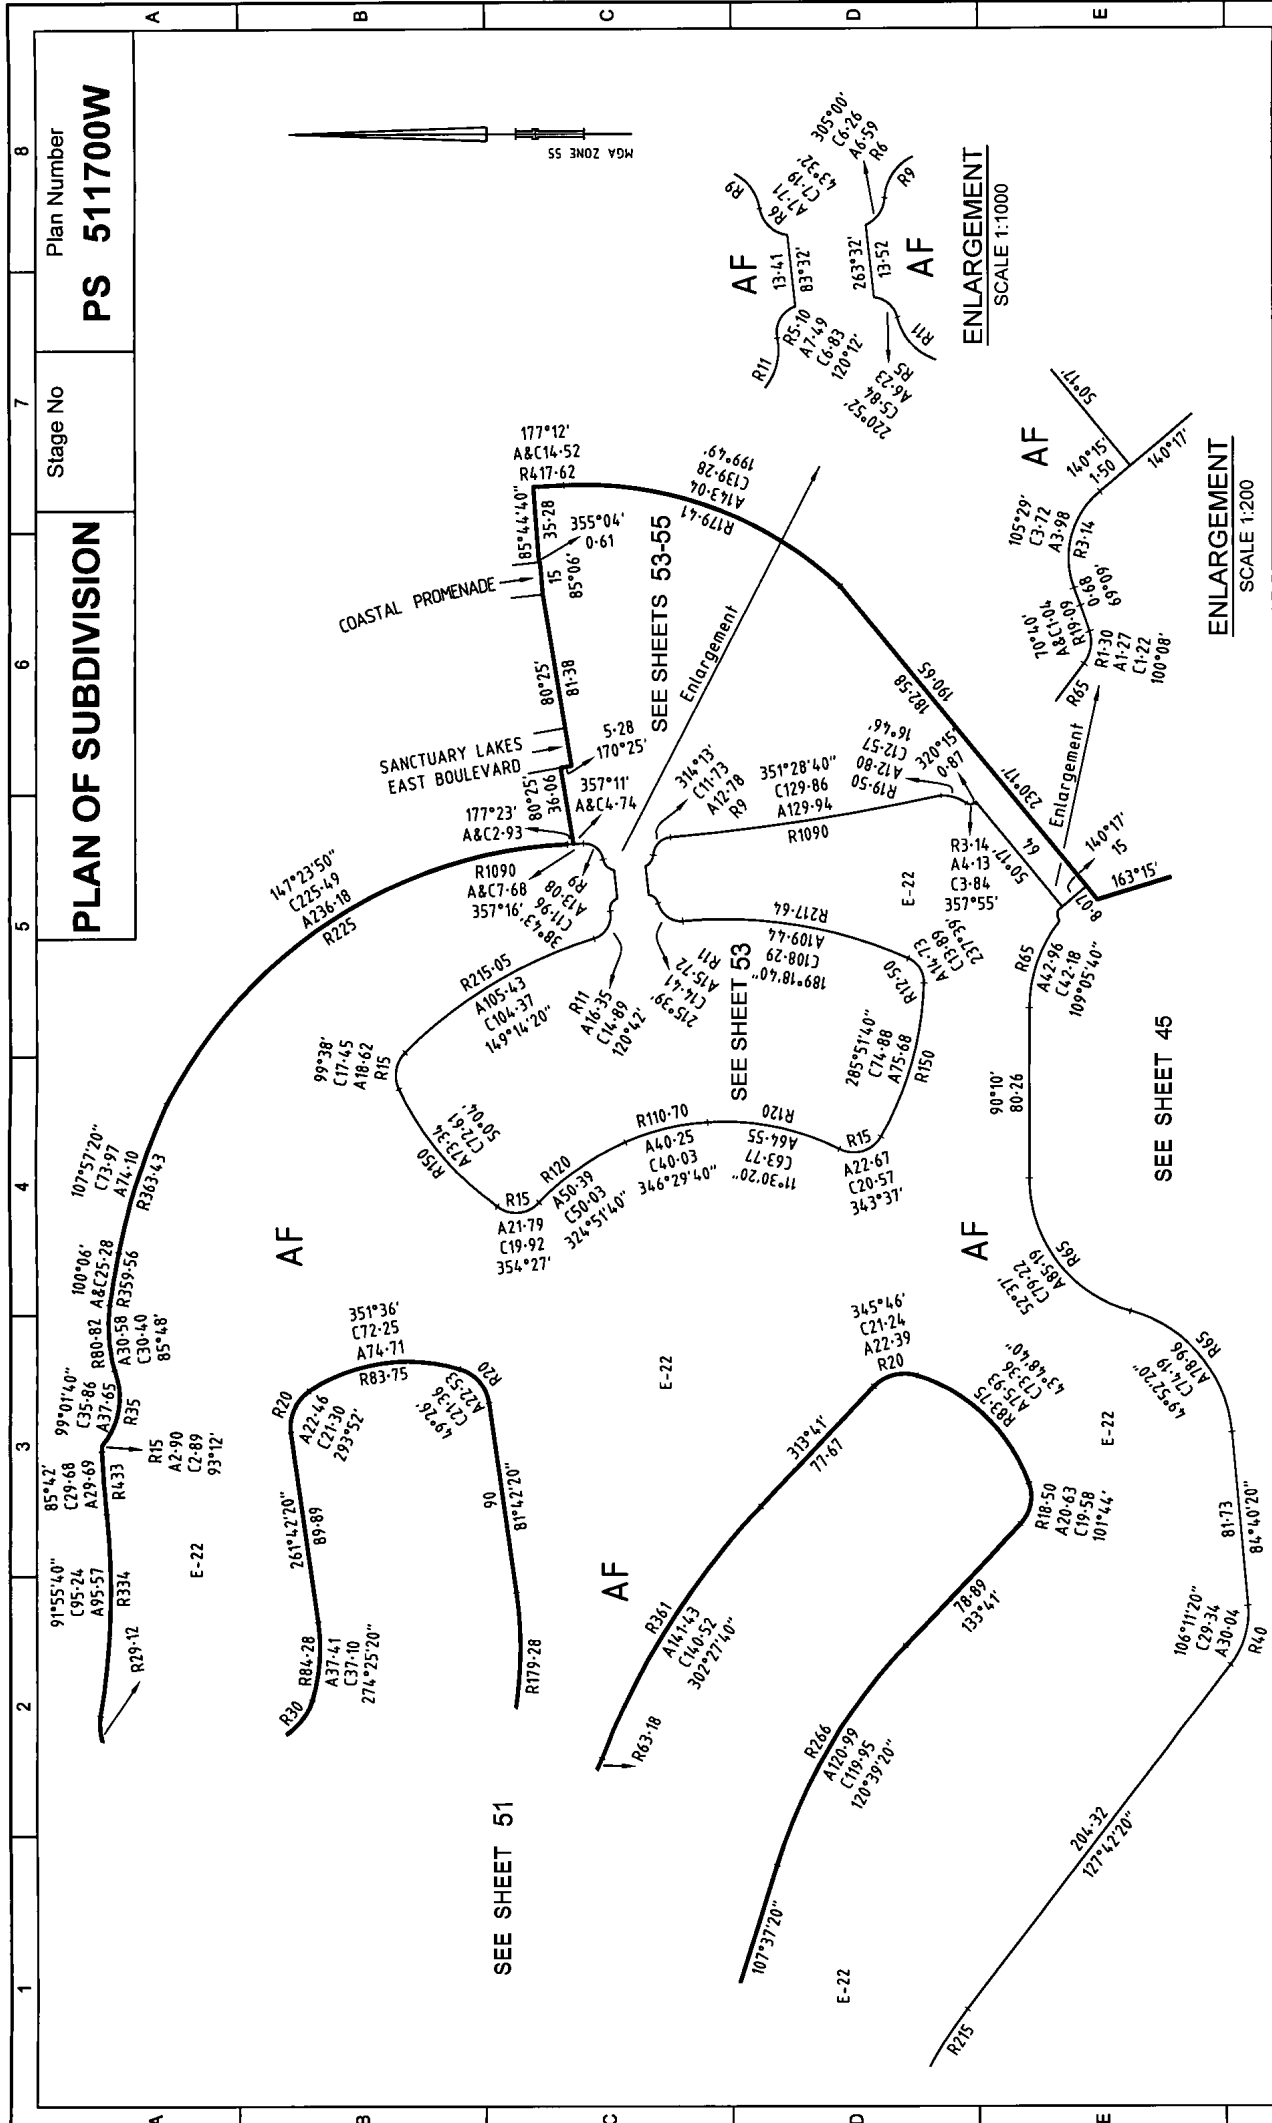 PLAN OF SUBDIVISION
Stage No
Plan Number
PS 511700W
1
2
3
4
5
6
7
8
A
B
C
D
E
A
B
C
D
E
MGA ZONE 55
R29·12
91°55'40"
C95·24
A95·57
R334
85°42'
C29·68
A29·69
R433
R15
A2·90
C2·89
93°12'
99°01'40"
C35·86
A37·65
R35
R80·82
A30·58
C30·40
85°48'
100°06'
A&C25·28
R359·56
107°57'20"
C73·97
A74·10
R363·43
147°23'50"
C225·49
A236·18
R225
E-22
AF
R30
R84·28
A37·41
C37·10
274°25'20"
261°42'20"
89·89
R20
A22·46
C21·30
293°52'
351°36'
C72·25
A74·71
R83·75
R20
A22·53
C21·36
49°26'
90
81°42'20"
R179·28
SEE SHEET 51
AF
E-22
R63·18
R361
A141·43
C140·52
302°27'40"
313°41'
77·67
345°46'
C21·24
A22·39
R20
R83·75
A75·93
C73·36
43°48'40"
R18·50
A20·63
C19·58
101°44'
78·89
133°41'
R266
A120·99
C119·95
120°39'20"
107°37'20"
E-22
R215
204·32
127°42'20"
106°11'20"
C29·34
A30·04
R40
81·73
84°40'20"
E-22
R65
A78·96
C74·19
49°52'20"
R65
A85·19
C79·22
52°37'
AF
90°10'
80·26
SEE SHEET 45
R65
A42·96
C42·18
109°05'40"
R15
A21·79
C19·92
354°27'
R150
A73·34
C72·61
50°04'
99°38'
C17·45
A18·62
R15
R215·05
A105·43
C104·37
149°14'20"
R11
A16·35
C14·89
120°42'
R120
A50·39
C50·03
324°51'40"
R110·70
A40·25
C40·03
346°29'40"
R120
A64·55
C63·77
11°30'20"
R15
A22·67
C20·57
343°37'
285°51'40"
C74·88
A75·68
R150
R12·50
A14·73
C13·89
237°39'
R217·64
A109·44
C108·29
189°18'40"
R11
A15·72
C14·41
215°39'
SEE SHEET 53
E-22
177°23'
A&C2·93
357°11'
A&C4·74
R1090
A&C7·68
357°16'
R9
A13·08
C11·96
38°43'
80°25'
36·06
5·28
170°25'
SANCTUARY LAKES
EAST BOULEVARD
80°25'
81·38
COASTAL PROMENADE
15
85°06'
355°04'
0·61
85°44'40"
35·28
177°12'
A&C14·52
R417·62
R179·41
A143·04
C139·28
199°49'
SEE SHEETS 53-55
Enlargement
314°13'
C11·73
A12·78
R9
351°28'40"
C129·86
A129·94
R1090
R19·50
A12·80
C12·57
16°46'
320°15'
0·87
R3·14
A4·13
C3·84
357°55'
182·58
190·65
230°17'
50°17'
64
Enlargement
140°17'
15
8·07
163°15'
R11
R5·10
A7·49
C6·83
120°12'
AF
13·41
83°32'
R6
A7·71
C7·19
43°32'
R9
305°00'
C6·26
A6·59
R6
R9
263°32'
13·52
AF
R11
R5
A6·23
C5·84
220°52'
ENLARGEMENT
SCALE 1:1000
AF
R65
R1·30
A1·27
C1·22
100°08'
70°40'
A&C1·04
R19·09
0·68
69°09'
105°29'
C3·72
A3·98
R3·14
140°15'
1·50
50°17'
140°17'
ENLARGEMENT
SCALE 1:200